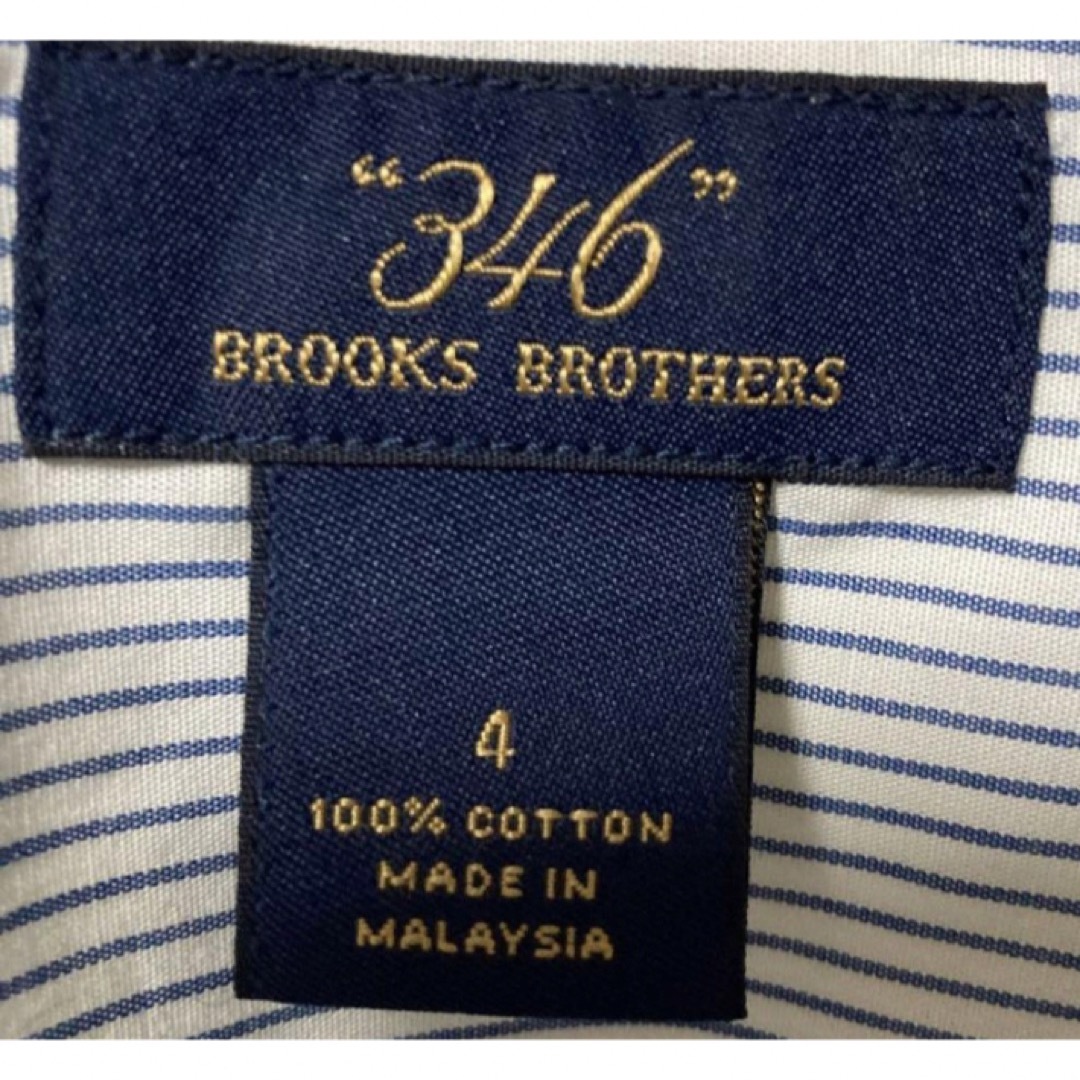 “346”
BROOKS BROTHERS
4
100% COTTON
MADE IN
MALAYSIA